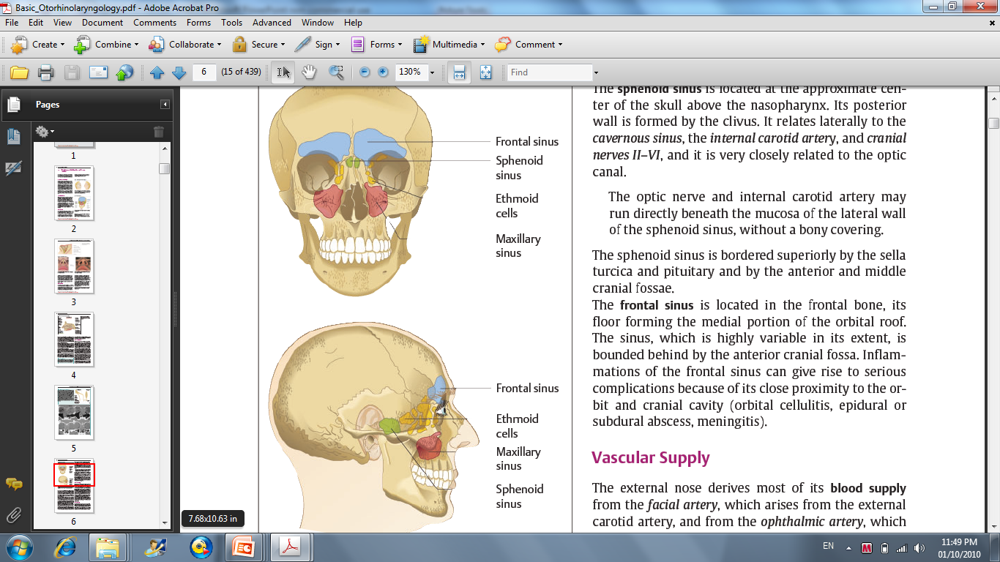 Basic_Otorhinolaryngology.pdf - Adobe Acrobat Pro
File Edit View Document Comments Forms Tools Advanced Window Help
Create Combine Collaborate Secure Sign Forms Multimedia Comment
6 (15 of 439) 130% Find
Pages
1
2
3
4
5
6
7.68x10.63 in
Frontal sinus
Sphenoid
sinus
Ethmoid
cells
Maxillary
sinus
Frontal sinus
Ethmoid
cells
Maxillary
sinus
Sphenoid
sinus
The sphenoid sinus is located at the approximate cen-
ter of the skull above the nasopharynx. Its posterior
wall is formed by the clivus. It relates laterally to the
cavernous sinus, the internal carotid artery, and cranial
nerves II–VI, and it is very closely related to the optic
canal.
The optic nerve and internal carotid artery may
run directly beneath the mucosa of the lateral wall
of the sphenoid sinus, without a bony covering.
The sphenoid sinus is bordered superiorly by the sella
turcica and pituitary and by the anterior and middle
cranial fossae.
The frontal sinus is located in the frontal bone, its
floor forming the medial portion of the orbital roof.
The sinus, which is highly variable in its extent, is
bounded behind by the anterior cranial fossa. Inflam-
mations of the frontal sinus can give rise to serious
complications because of its close proximity to the or-
bit and cranial cavity (orbital cellulitis, epidural or
subdural abscess, meningitis).
Vascular Supply
The external nose derives most of its blood supply
from the facial artery, which arises from the external
carotid artery, and from the ophthalmic artery, which
EN
11:49 PM
01/10/2010